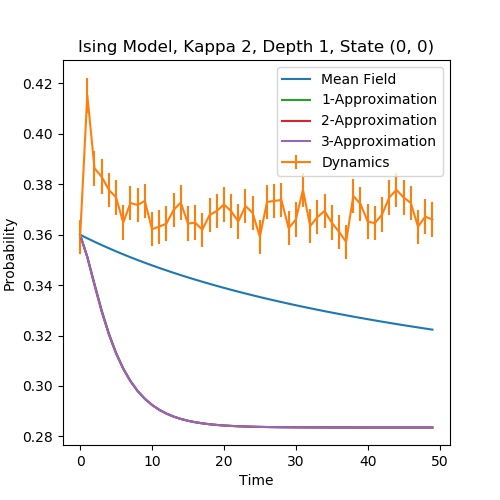 Ising Model, Kappa 2, Depth 1, State (0, 0)
Mean Field
1-Approximation
2-Approximation
3-Approximation
Dynamics
0.42
0.40
0.38
0.36
0.34
0.32
0.30
0.28
Probability
0 10 20 30 40 50
Time